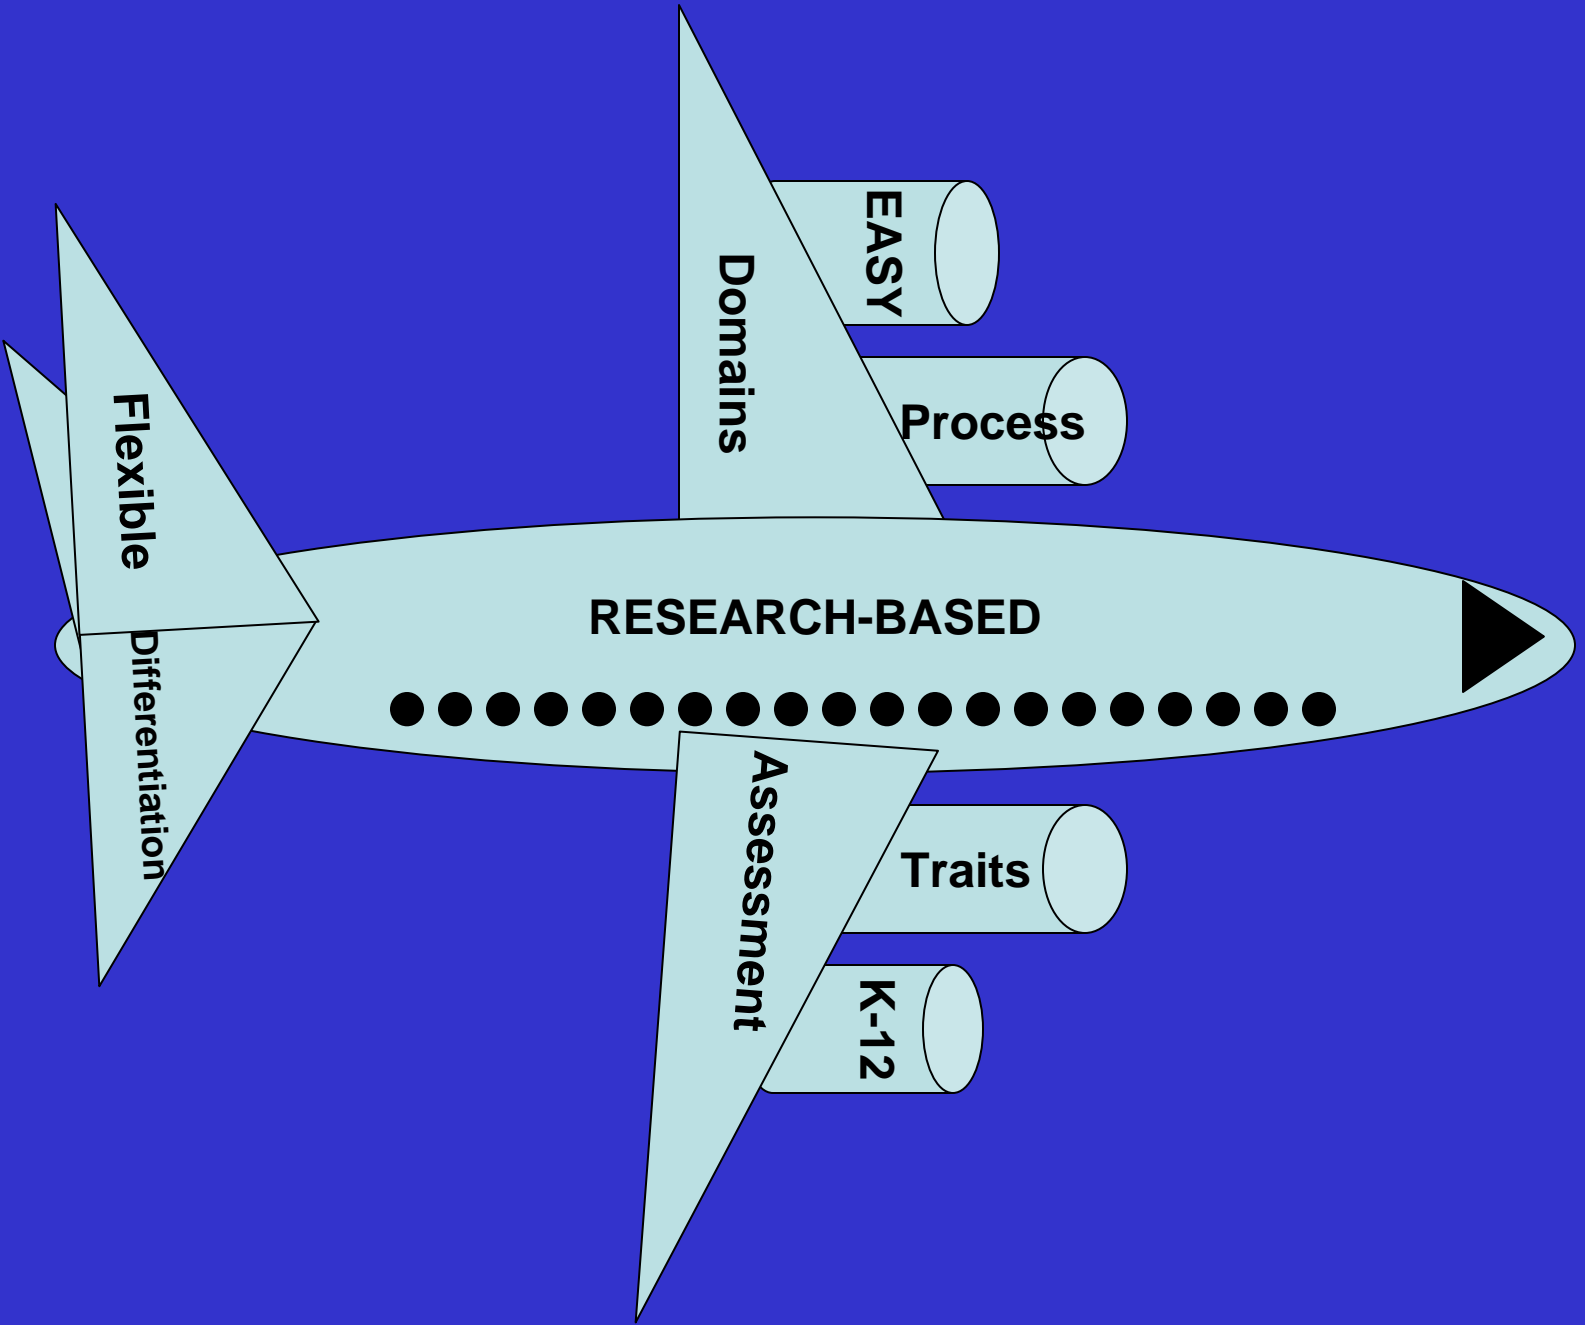 EASY
Domains
Process
Flexible
RESEARCH-BASED
Differentiation
Assessment
Traits
K-12